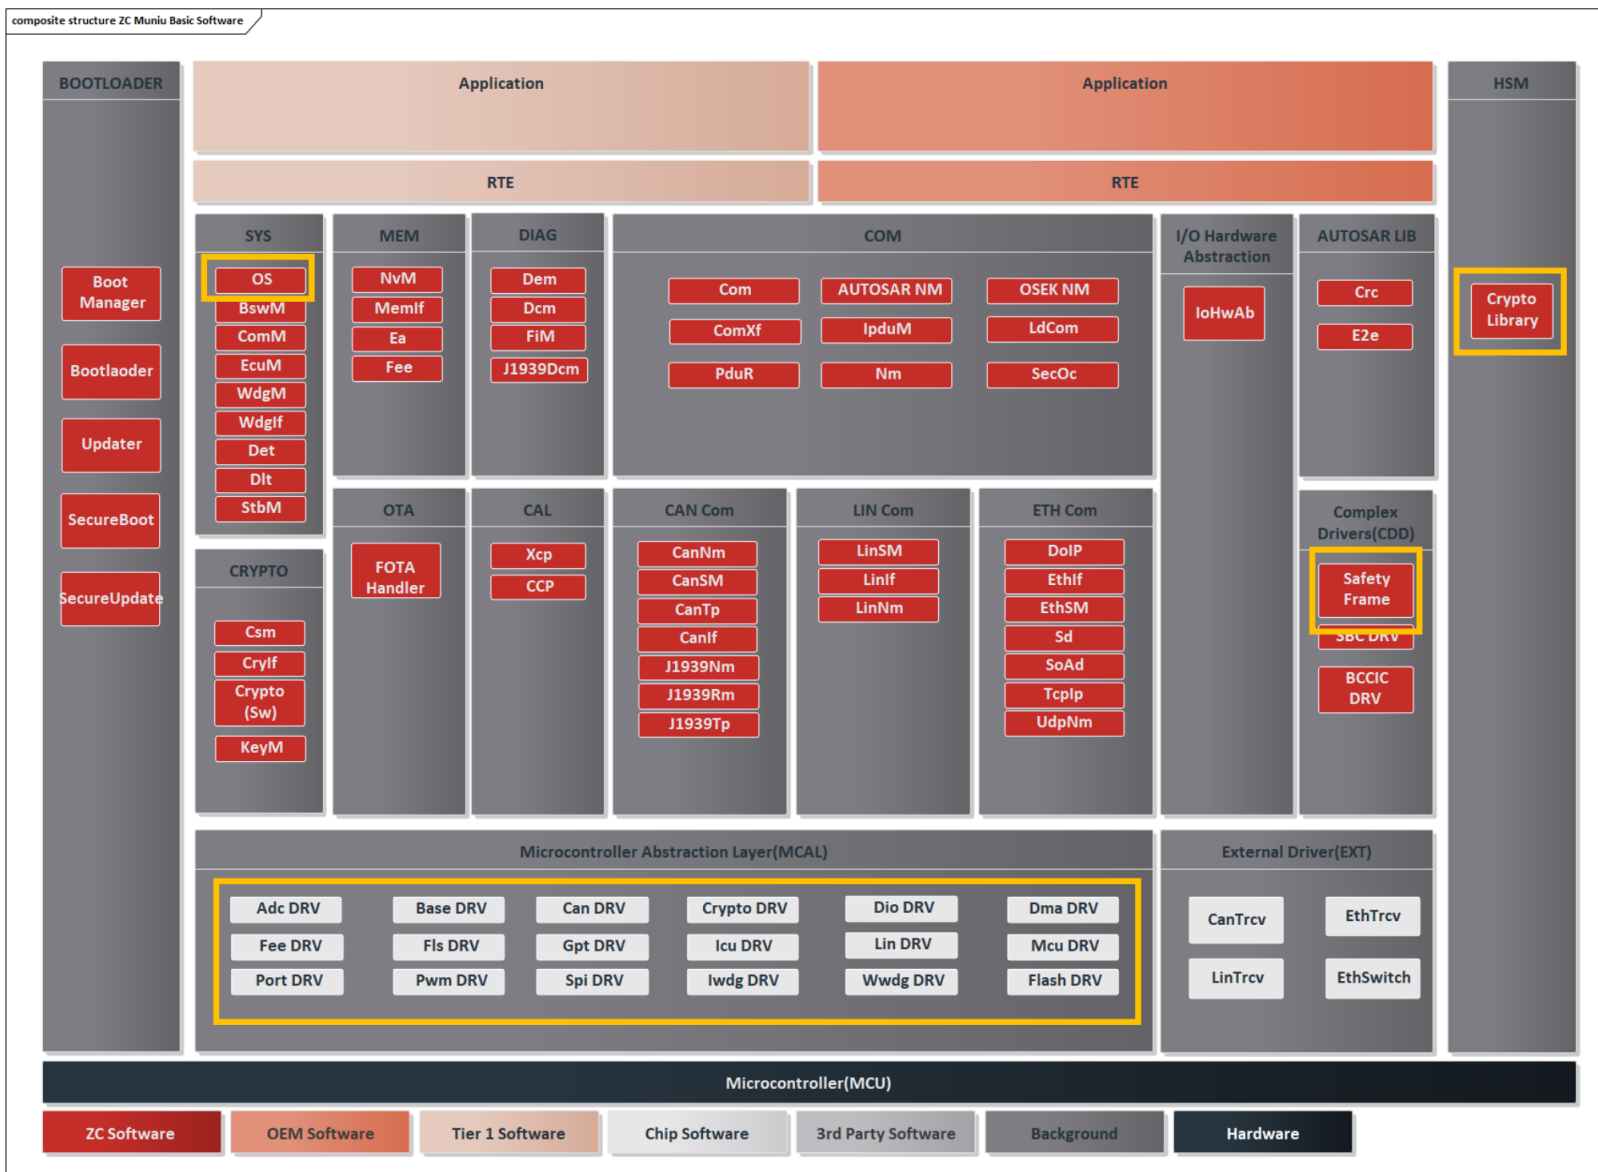 composite structure ZC Muniu Basic Software
BOOTLOADER
Boot
Manager
Bootlaoder
Updater
SecureBoot
SecureUpdate
Application
Application
RTE
RTE
HSM
Crypto
Library
SYS
OS
BswM
ComM
EcuM
WdgM
WdgIf
Det
Dlt
StbM
MEM
NvM
MemIf
Ea
Fee
DIAG
Dem
Dcm
FiM
J1939Dcm
COM
Com
AUTOSAR NM
OSEK NM
ComXf
IpduM
LdCom
PduR
Nm
SecOc
I/O Hardware
Abstraction
IoHwAb
AUTOSAR LIB
Crc
E2e
CRYPTO
Csm
CryIf
Crypto
(Sw)
KeyM
OTA
FOTA
Handler
CAL
Xcp
CCP
CAN Com
CanNm
CanSM
CanTp
CanIf
J1939Nm
J1939Rm
J1939Tp
LIN Com
LinSM
LinIf
LinNm
ETH Com
DoIP
EthIf
EthSM
Sd
SoAd
TcpIp
UdpNm
Complex
Drivers(CDD)
Safety
Frame
SBC DRV
BCCIC
DRV
Microcontroller Abstraction Layer(MCAL)
Adc DRV
Base DRV
Can DRV
Crypto DRV
Dio DRV
Dma DRV
Fee DRV
Fls DRV
Gpt DRV
Icu DRV
Lin DRV
Mcu DRV
Port DRV
Pwm DRV
Spi DRV
Iwdg DRV
Wwdg DRV
Flash DRV
External Driver(EXT)
CanTrcv
EthTrcv
LinTrcv
EthSwitch
Microcontroller(MCU)
ZC Software
OEM Software
Tier 1 Software
Chip Software
3rd Party Software
Background
Hardware